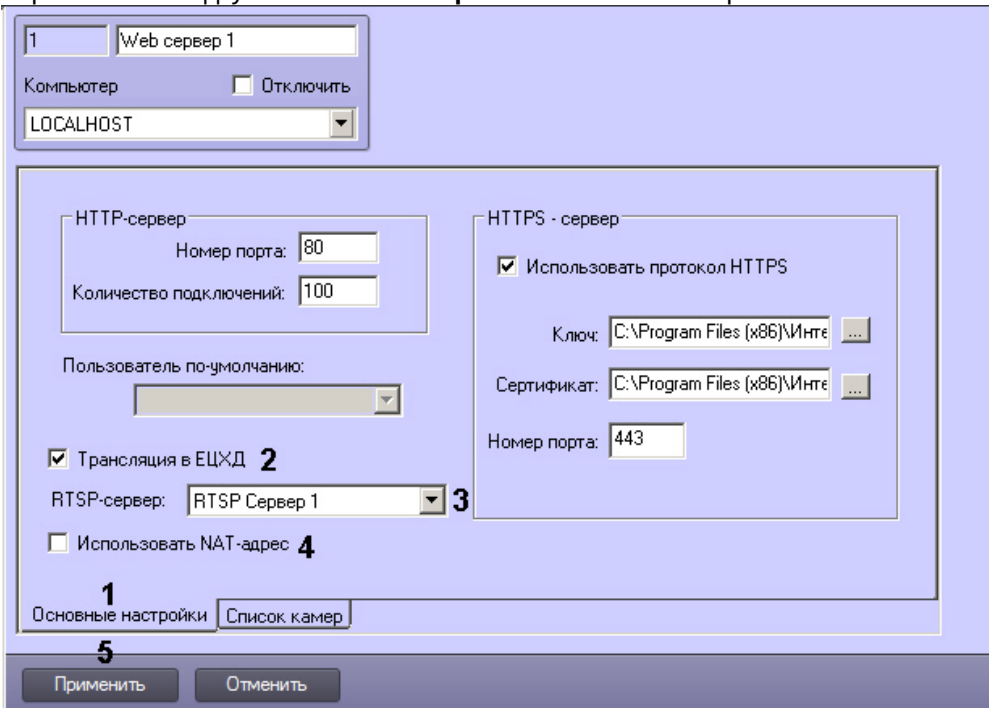 1 Web сервер 1
Компьютер Отключить
LOCALHOST
HTTP-сервер
Номер порта: 80
Количество подключений: 100
Пользователь по-умолчанию:
Трансляция в ЕЦХД 2
RTSP-сервер: RTSP Сервер 1 3
Использовать NAT-адрес 4
HTTPS - сервер
Использовать протокол HTTPS
Ключ: C:\Program Files (x86)\Инте ...
Сертификат: C:\Program Files (x86)\Инте ...
Номер порта: 443
1
Основные настройки Список камер
5
Применить Отменить